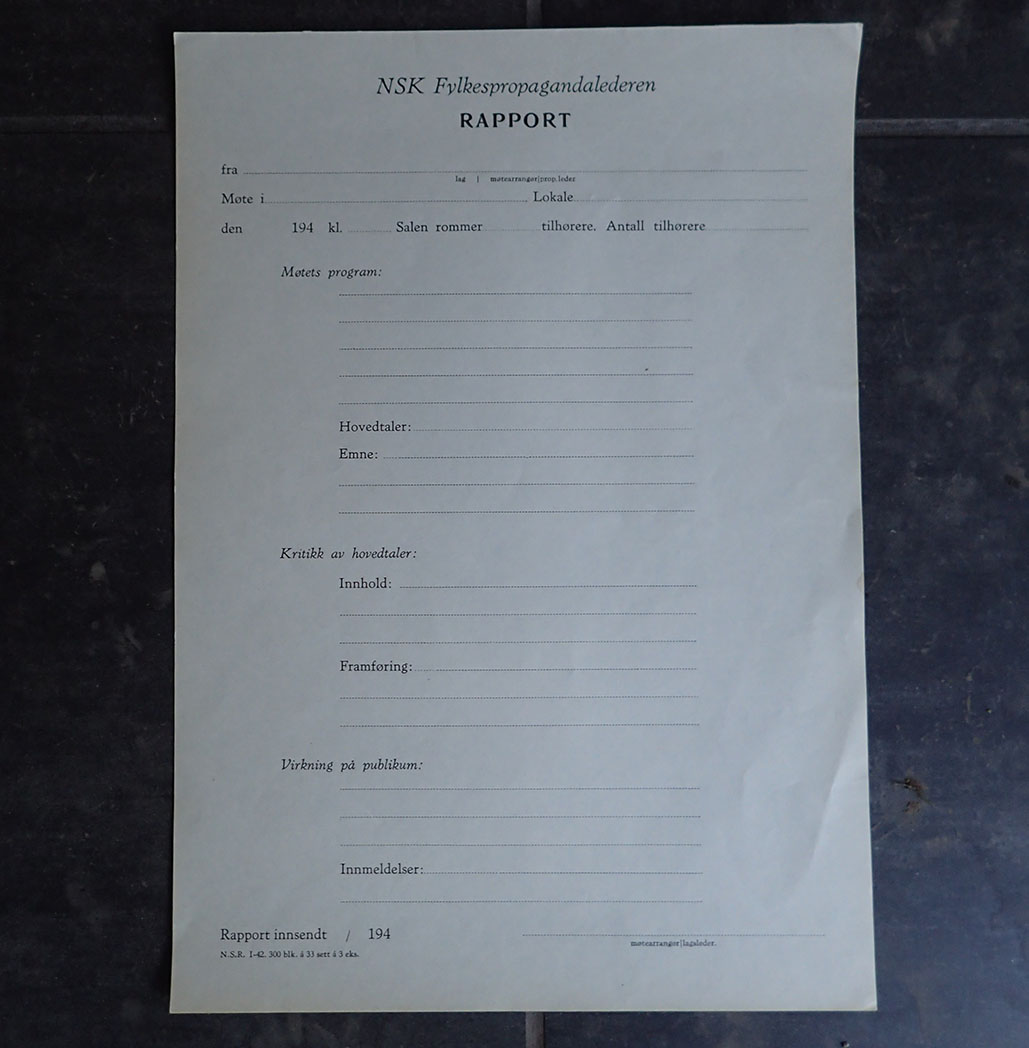 NSK Fylkespropagandalederen
RAPPORT
fra
lag | møtearrangør|prop.leder
Møte i Lokale
den 194 kl. Salen rommer tilhørere. Antall tilhørere
Møtets program:
Hovedtaler:
Emne:
Kritikk av hovedtaler:
Innhold:
Framføring:
Virkning på publikum:
Innmeldelser:
Rapport innsendt / 194
møtearrangør|lagsleder.
N.S.R. 1-42. 300 blk. á 33 sett á 3 eks.